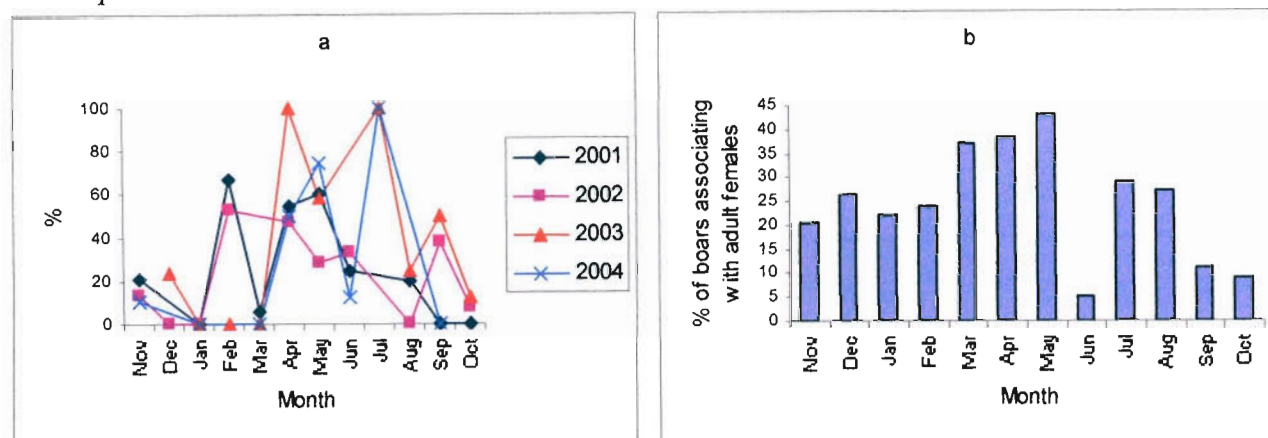 a
100
80
60
40
20
0
%
Nov
Dec
Jan
Feb
Mar
Apr
May
Jun
Jul
Aug
Sep
Oct
Month
2001
2002
2003
2004
b
% of boars associating
with adult females
45
40
35
30
25
20
15
10
5
0
Nov
Dec
Jan
Feb
Mar
Apr
May
Jun
Jul
Aug
Sep
Oct
Month